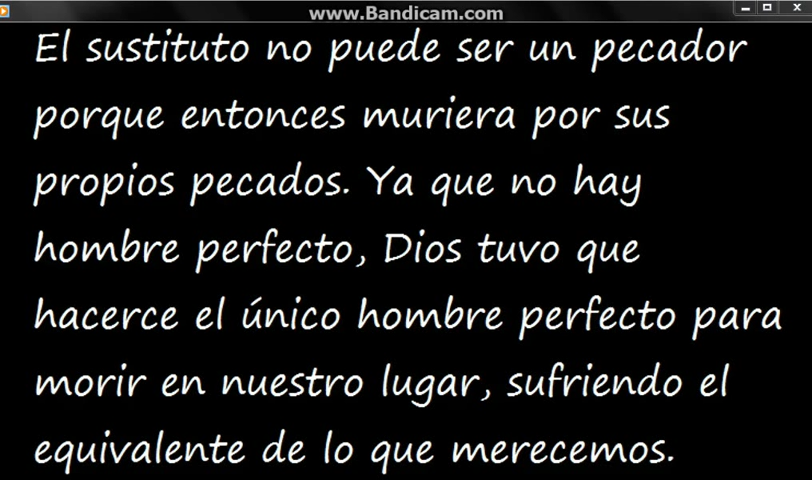 www.Bandicam.com
El sustituto no puede ser un pecador
porque entonces muriera por sus
propios pecados. Ya que no hay
hombre perfecto, Dios tuvo que
hacerce el único hombre perfecto para
morir en nuestro lugar, sufriendo el
equivalente de lo que merecemos.